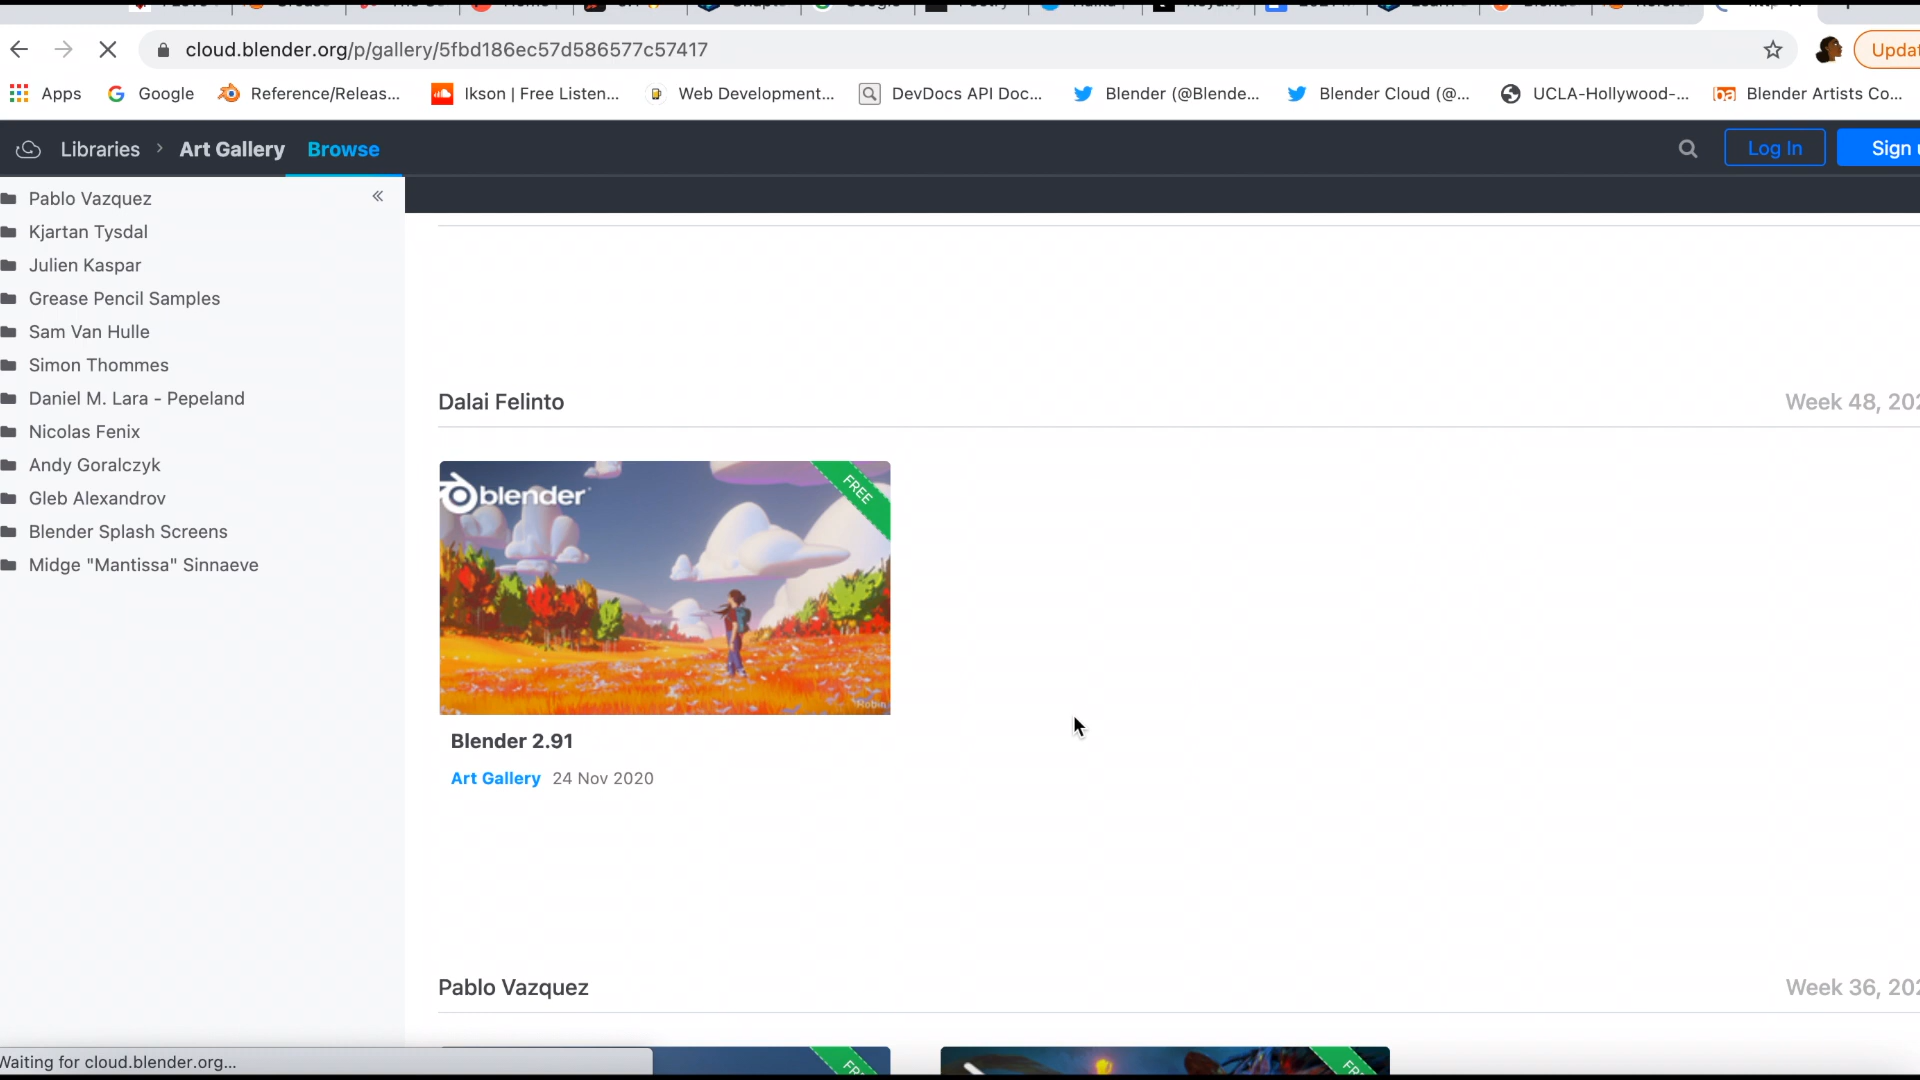 cloud.blender.org/p/gallery/5fbd186ec57d586577c57417
Updat
Apps
Google
Reference/Releas...
Ikson | Free Listen...
Web Development...
DevDocs API Doc...
Blender (@Blende...
Blender Cloud (@...
UCLA-Hollywood-...
Blender Artists Co...
Libraries > Art Gallery Browse
Log In
Sign u
Pablo Vazquez
Kjartan Tysdal
Julien Kaspar
Grease Pencil Samples
Sam Van Hulle
Simon Thommes
Daniel M. Lara - Pepeland
Nicolas Fenix
Andy Goralczyk
Gleb Alexandrov
Blender Splash Screens
Midge "Mantissa" Sinnaeve
Dalai Felinto
Week 48, 202
blender
FREE
Robin
Blender 2.91
Art Gallery 24 Nov 2020
Pablo Vazquez
Week 36, 202
Waiting for cloud.blender.org...